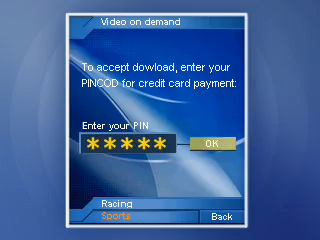 Video on demand
To accept dowload, enter your
PINCOD for credit card payment:
Enter your PIN
*****
OK
Racing
Sports
Back